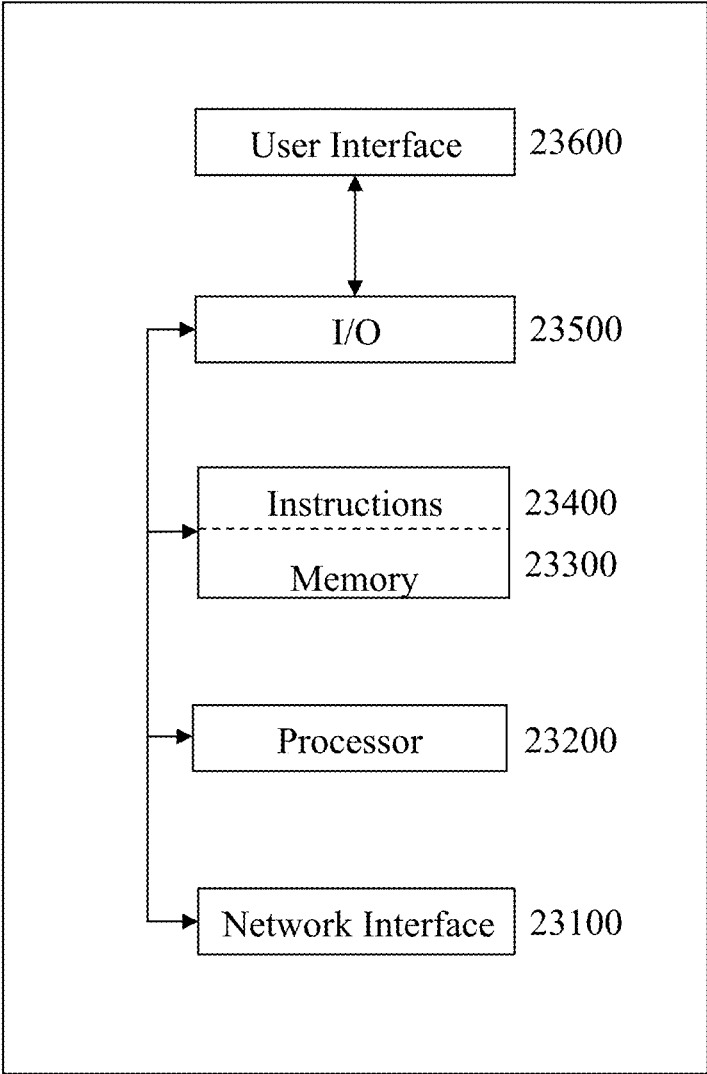 User Interface 23600
I/O 23500
Instructions 23400
Memory 23300
Processor 23200
Network Interface 23100